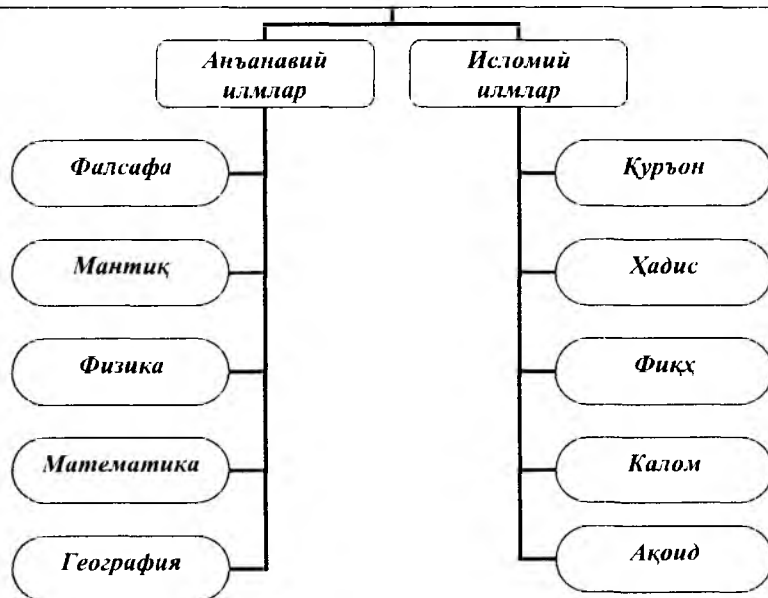 Анъанавий
илмлар
Исломий
илмлар
Фалсафа
Мантиқ
Физика
Математика
География
Қуръон
Ҳадис
Фиқҳ
Калом
Ақоид